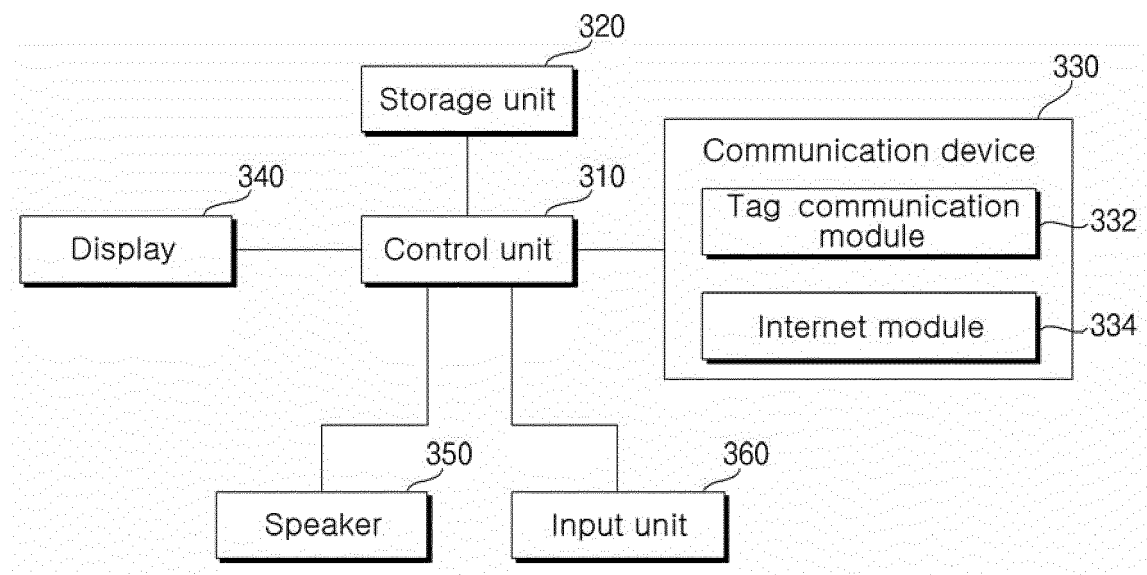 320
Storage unit
330
Communication device
340
310
Tag communication
module
332
Display
Control unit
Internet module
334
350
360
Speaker
Input unit